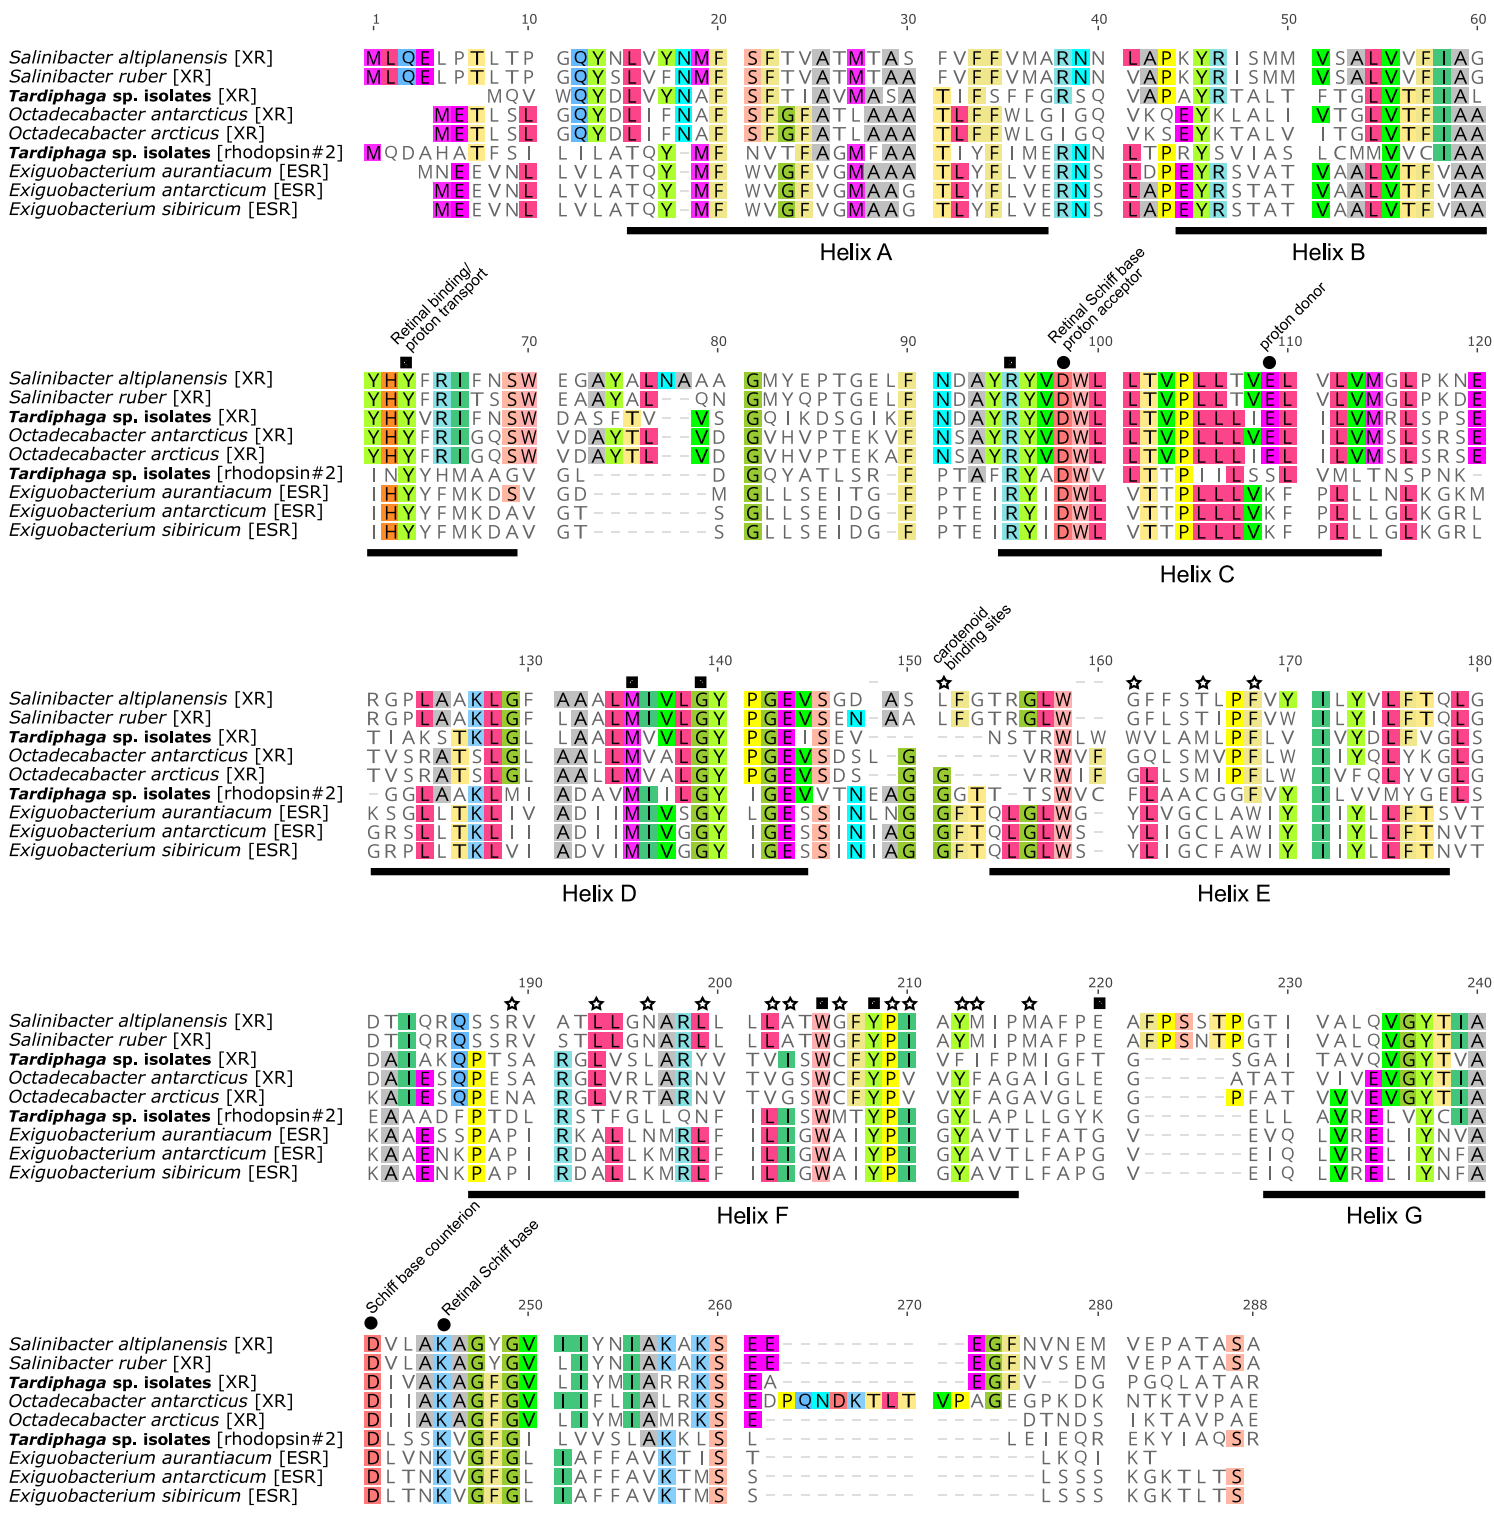 1 10 20 30 40 50 60
Salinibacter altiplanensis [XR] MLQELPTLTP GQYNLVYNMF SFTVATMTAS FVFFVMARNN LAPKYRISMM VSALVVFIAG
Salinibacter ruber [XR] MLQELPTLTP GQYSLVFNMF SFTVATMTAA FVFFVMARNN VAPKYRISMM VSALVVFIAG
Tardiphaga sp. isolates [XR] MQV WQYDLVYNAF SFTIAVMASA TIFSFFGRSQ VAPAYRTALT FTGLVTFIAL
Octadecabacter antarcticus [XR] METLSL GQYDLIFNAF SFGFATLAAA TLFFWLGIGQ VKQEYKLALI VTGLVTFIAA
Octadecabacter arcticus [XR] METLSL GQYDLIFNAF SFGFATLAAA TLFFWLGIGQ VKSEYKTALV ITGLVTFIAA
Tardiphaga sp. isolates [rhodopsin#2] MQDAHATFSI LILATQY-MF NVTFAGMFAA TIYFIMERNN LTPRYSVIAS LCMMVVCIAA
Exiguobacterium aurantiacum [ESR] MNEEVNL LVLATQY-MF WVGFVGMAAA TLYFLVERNS LDPEYRSVAT VAALVTFVAA
Exiguobacterium antarcticum [ESR] MEEVNL LVLATQY-MF WVGFVGMAAG TLYFLVERNS LAPEYRSTAT VAALVTFVAA
Exiguobacterium sibiricum [ESR] MEEVNL LVLATQY-MF WVGFVGMAAG TLYFLVERNS LAPEYRSTAT VAALVTFVAA
Helix A Helix B
Retinal binding/
proton transport
Retinal Schiff base
proton acceptor
proton donor
70 80 90 100 110 120
Salinibacter altiplanensis [XR] YHYFRIFNSW EGAYALNAAA GMYEPTGELF NDAYRYVDWL LTVPLLTVEL VLVMGLPKNE
Salinibacter ruber [XR] YHYFRITSSW EAAYAL--QN GMYQPTGELF NDAYRYVDWL LTVPLLTVEL VLVMGLPKDE
Tardiphaga sp. isolates [XR] YHYVRIFNSW DASFTV--VS GQIKDSGIKF NDAYRYVDWL LTVPLLLIEL ILVMRLSPSE
Octadecabacter antarcticus [XR] YHYFRIGQSW VDAYTL--VD GVHVPTEKVF NSAYRYVDWL LTVPLLLVEL ILVMSLSRSE
Octadecabacter arcticus [XR] YHYFRIGQSW VDAYTL--VD GVHVPTEKAF NSAYRYVDWL LTVPLLLIEL ILVMSLSRSE
Tardiphaga sp. isolates [rhodopsin#2] INYYHMAAGV GL-------D GQYATLSR-F PTAIRYADWV LTTPIILSSL VMLTNSPNK-
Exiguobacterium aurantiacum [ESR] IHYYFMKDSV GD-------M GLLSEITG-F PTEIRYIDWL VTTPLLLVKF PLLLNLKGKM
Exiguobacterium antarcticum [ESR] IHYYFMKDAV GT-------S GLLSEIDG-F PTEIRYIDWL VTTPLLLVKF PLLLGLKGRL
Exiguobacterium sibiricum [ESR] IHYYFMKDAV GT-------S GLLSEIDG-F PTEIRYIDWL VTTPLLLVKF PLLLGLKGRL
Helix C
carotenoid
binding sites
130 140 150 160 170 180
Salinibacter altiplanensis [XR] RGPLAAKLGF AAALMIVLGY PGEVSGD-AS LFGTRGLW-- GFFSTLPFVY ILYVLFTQLG
Salinibacter ruber [XR] RGPLAAKLGF LAALMIVLGY PGEVSEN-AA LFGTRGLW-- GFLSTIPFVW ILYILFTQLG
Tardiphaga sp. isolates [XR] TIAKSTKLGL LAALMVVLGY PGEISEV--- ---NSTRWLW WVLAMLPFLV IVYDLFVGLS
Octadecabacter antarcticus [XR] TVSRATSLGL AALLMIVLGY PGEVSDSL-G -----VRWIF GQLSMVPFLW IVYQLYKGLG
Octadecabacter arcticus [XR] TVSRATSLGL AALLMVALGY PGEVSDS--G G----VRWIF GLLSMIPFLW IVFQLYVGLG
Tardiphaga sp. isolates [rhodopsin#2] -GGLAAKLMI ADAVMIILGY IGEVVTNEAG GGTT-TSWVC FLAACGGFVY ILVVMYGELS
Exiguobacterium aurantiacum [ESR] KSGLLTKLIV ADIIMIVSGY LGESSINLNG GFTQLGLWG- YLVGCLAWIY IIYLLFTSVT
Exiguobacterium antarcticum [ESR] GRSLLTKLII ADIIMIVGGY IGESSINIAG GFTQLGLWS- YLIGCLAWIY IIYLLFTNVT
Exiguobacterium sibiricum [ESR] GRPLLTKLVI ADVIMIVGGY IGESSINIAG GFTQLGLWS- YLIGCFAWIY IIYLLFTNVT
Helix D Helix E
190 200 210 220 230 240
Salinibacter altiplanensis [XR] DTIQRQSSRV ATLLGNARLL LLATWGFYPI AYMIPMAFPE AFPSSTPGTI VALQVGYTIA
Salinibacter ruber [XR] DTIQRQSSRV STLLGNARLL LLATWGFYPI AYMIPMAFPE AFPSNTPGTI VALQVGYTIA
Tardiphaga sp. isolates [XR] DAIAKQPTSA RGLVSLARYV TVISWGFYPI VFIFPMIGFT G------SGAI TAVQVGYTVA
Octadecabacter antarcticus [XR] DAIESQPESA RGLVRLARNV TVGSWCFYPV VYFAGAIGLE G-----ATAT VIVEVGYTIA
Octadecabacter arcticus [XR] KAIESQPENA RGLVRTARNV TVGSWCFYPV VYFAGAVGLE G-----PFAT VVVEVGYTIA
Tardiphaga sp. isolates [rhodopsin#2] EAAADFPTDL RSTFGLLQNF ILISWMTYPI GYLAPLLGYK G------ELL AVRELVYCIA
Exiguobacterium aurantiacum [ESR] KAAESSPAPI RKALLNMRLF ILIGWAIYPI GYAVTLFATG V------EVQ LVRELIYNVA
Exiguobacterium antarcticum [ESR] KAAENKPAPI RDALLKMRLF ILIGWAIYPI GYAVTLFAPG V------EIQ LVRELIYNFA
Exiguobacterium sibiricum [ESR] KAAENKPAPI RDALLKMRLF ILIGWAIYPI GYAVTLFAPG V------EIQ LVRELIYNFA
Helix F Helix G
Schiff base counterion
Retinal Schiff base
250 260 270 280 288
Salinibacter altiplanensis [XR] DVLAKAGYGV IIYNIAKAKS EE---------- EGFNVNEM VEPATASA
Salinibacter ruber [XR] DVLAKAGYGV LIYNIAKAKS EE---------- EGFNVSEM VEPATASA
Tardiphaga sp. isolates [XR] DIVAKAGFGV LIYMIARRKS EA---------- EGFV--DG PGQLATAR
Octadecabacter antarcticus [XR] DIIAKAGFGV IIFLIALRKS EDPQNDKTLT VPAGEGPKDK NTKTVPAE
Octadecabacter arcticus [XR] DIIAKAGFGV LIYMIAMRKS E--------- -----DTNDS IKTAVPAE
Tardiphaga sp. isolates [rhodopsin#2] DLSSKVGFGI LVVSLAKKLS L--------- ----LEIEQR EKYIAQSR
Exiguobacterium aurantiacum [ESR] DLVNKVGFGL IAFFAVKTIS T--------- ------LKQI KT
Exiguobacterium antarcticum [ESR] DLTNKVGFGL IAFFAVKTMS S--------- ------LSSS KGKTLTS
Exiguobacterium sibiricum [ESR] DLTNKVGFGL IAFFAVKTMS S--------- ------LSSS KGKTLTS